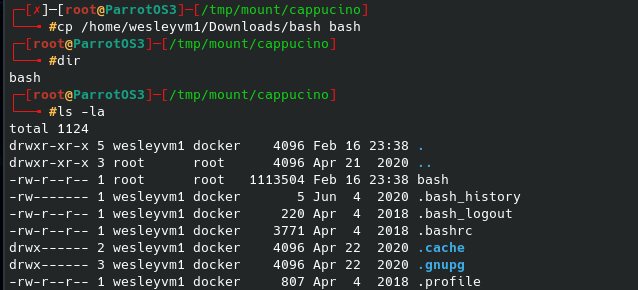 ┌─[✗]─[root@ParrotOS3]─[/tmp/mount/cappucino]
└──╼ #cp /home/wesleyvm1/Downloads/bash bash
┌─[root@ParrotOS3]─[/tmp/mount/cappucino]
└──╼ #dir
bash
┌─[root@ParrotOS3]─[/tmp/mount/cappucino]
└──╼ #ls -la
total 1124
drwxr-xr-x 5 wesleyvm1 docker    4096 Feb 16 23:38 .
drwxr-xr-x 3 root      root      4096 Apr 21  2020 ..
-rw-r--r-- 1 root      root   1113504 Feb 16 23:38 bash
-rw------- 1 wesleyvm1 docker       5 Jun  4  2020 .bash_history
-rw-r--r-- 1 wesleyvm1 docker     220 Apr  4  2018 .bash_logout
-rw-r--r-- 1 wesleyvm1 docker    3771 Apr  4  2018 .bashrc
drwx------ 2 wesleyvm1 docker    4096 Apr 22  2020 .cache
drwx------ 3 wesleyvm1 docker    4096 Apr 22  2020 .gnupg
-rw-r--r-- 1 wesleyvm1 docker     807 Apr  4  2018 .profile